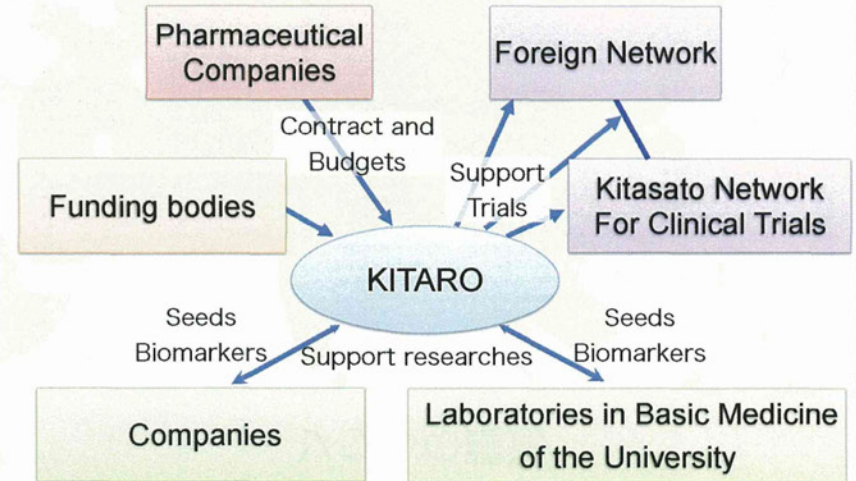 Pharmaceutical
Companies
Foreign Network
Contract and
Budgets
Support
Trials
Funding bodies
Kitasato Network
For Clinical Trials
KITARO
Seeds
Biomarkers
Support researches
Seeds
Biomarkers
Companies
Laboratories in Basic Medicine
of the University